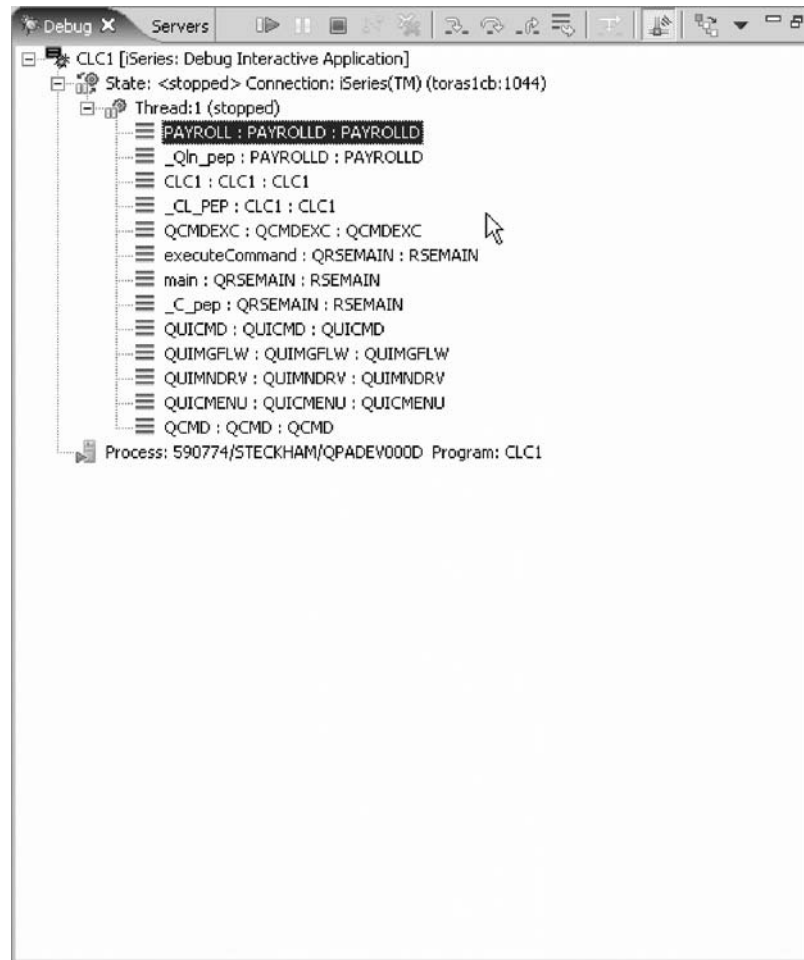 Debug Servers
CLC1 [iSeries: Debug Interactive Application]
State: <stopped> Connection: iSeries(TM) (toras1cb:1044)
Thread:1 (stopped)
PAYROLL : PAYROLLD : PAYROLLD
_Qln_pep : PAYROLLD : PAYROLLD
CLC1 : CLC1 : CLC1
_CL_PEP : CLC1 : CLC1
QCMDEXC : QCMDEXC : QCMDEXC
executeCommand : QRSEMAIN : RSEMAIN
main : QRSEMAIN : RSEMAIN
_C_pep : QRSEMAIN : RSEMAIN
QUICMD : QUICMD : QUICMD
QUIMGFLW : QUIMGFLW : QUIMGFLW
QUIMNDRV : QUIMNDRV : QUIMNDRV
QUICMENU : QUICMENU : QUICMENU
QCMD : QCMD : QCMD
Process: 590774/STECKHAM/QPADEV000D Program: CLC1